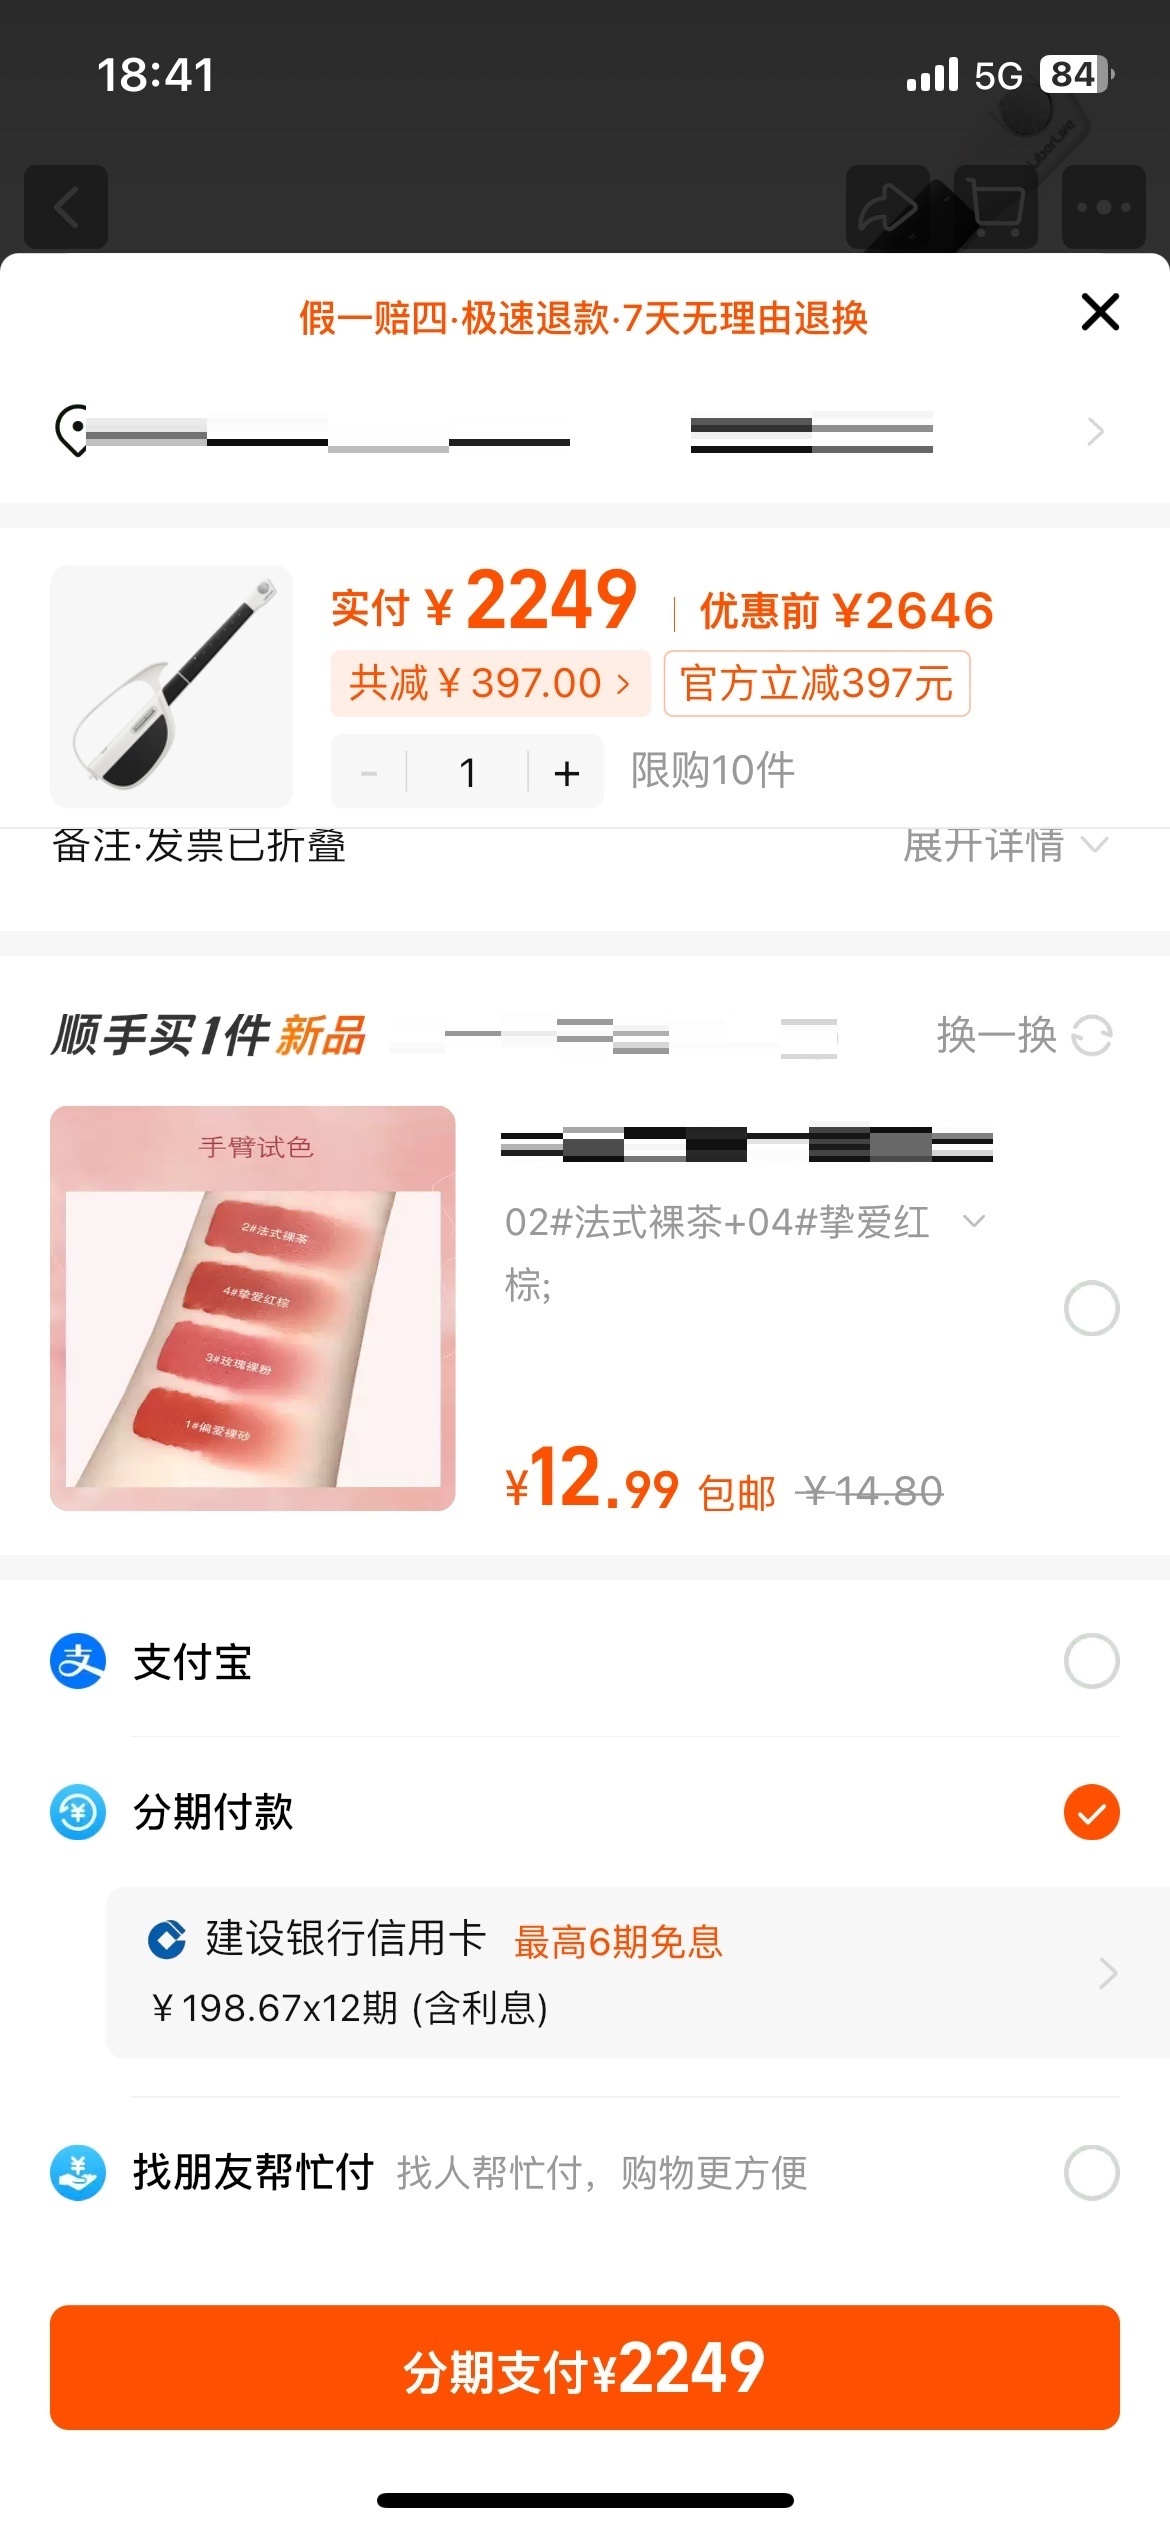 18:41
5G 84
LiberLive
假一赔四·极速退款·7天无理由退换
实付 ¥2249 | 优惠前 ¥2646
共减 ¥397.00 > 官方立减397元
- 1 + 限购10件
备注·发票已折叠 展开详情
顺手买1件 新品 换一换
手臂试色
2#法式裸茶
4#挚爱红棕
3#玫瑰裸粉
1#偏爱裸砂
02#法式裸茶+04#挚爱红
棕;
¥12.99 包邮 ¥14.80
支 支付宝
分期付款
建设银行信用卡 最高6期免息
¥198.67x12期 (含利息)
找朋友帮忙付 找人帮忙付，购物更方便
分期支付¥2249